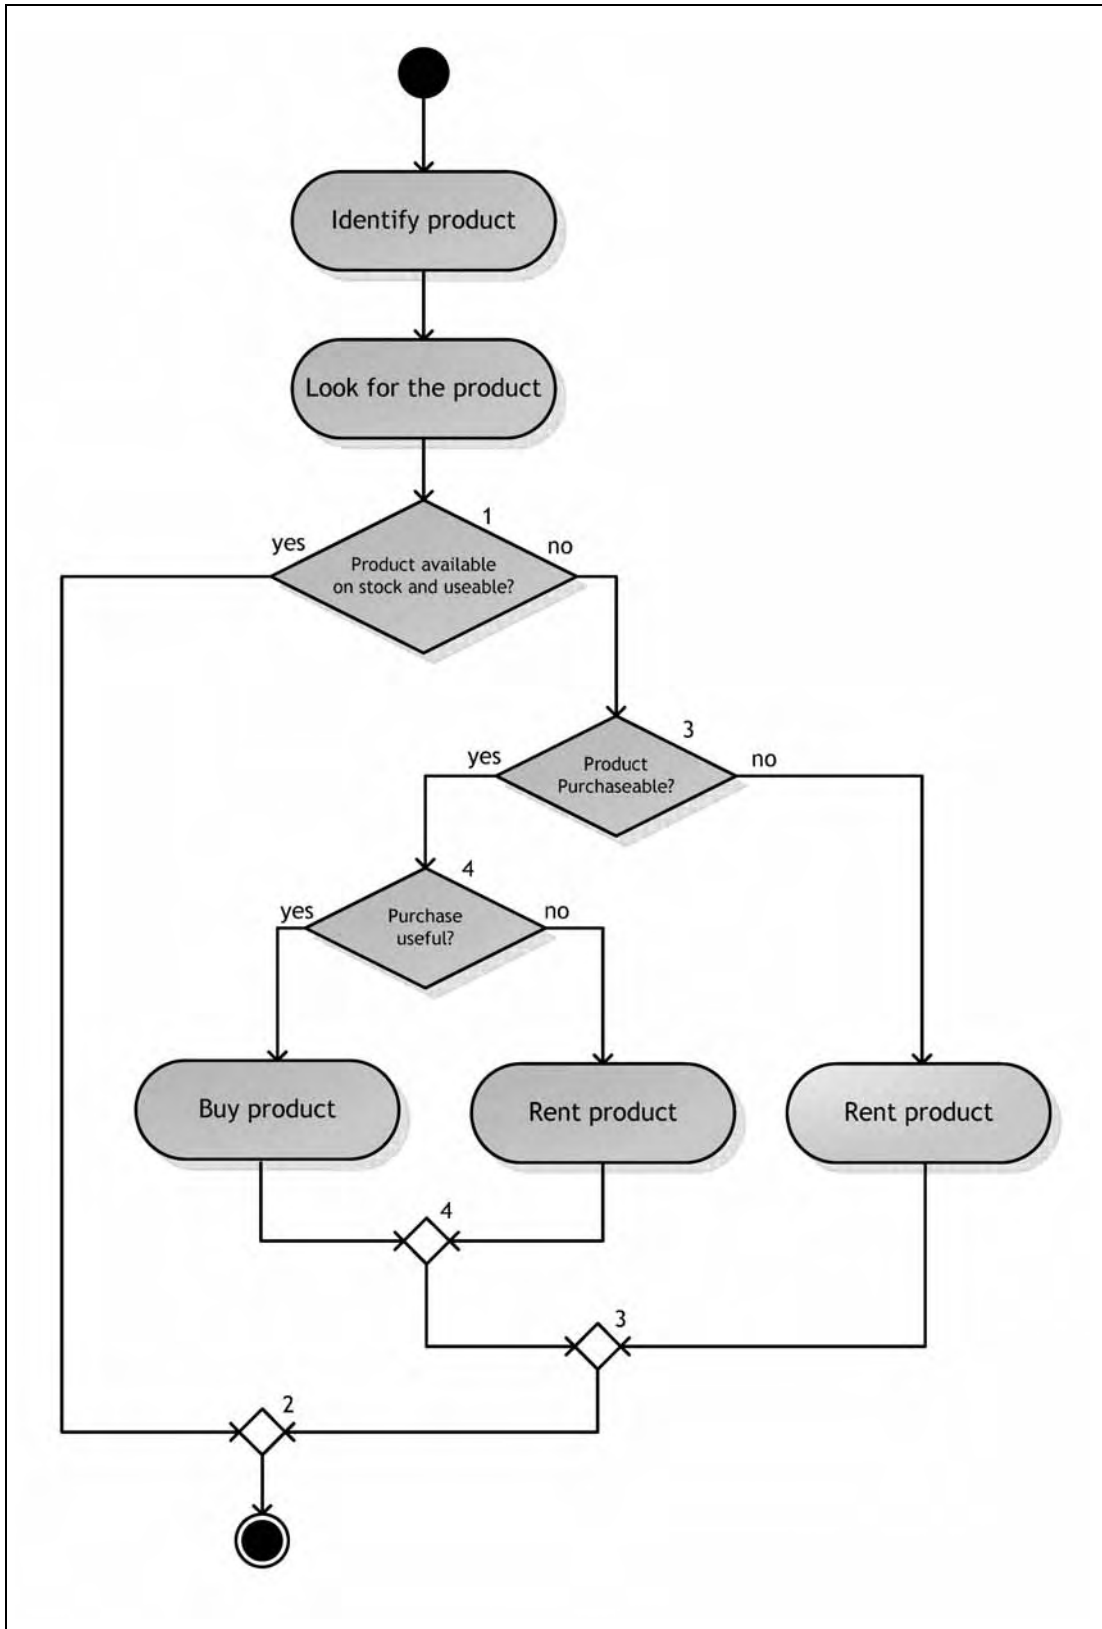 Identify product
Look for the product
1
yes
no
Product available
on stock and useable?
3
yes
no
Product
Purchaseable?
4
yes
no
Purchase
useful?
Buy product
Rent product
Rent product
4
3
2